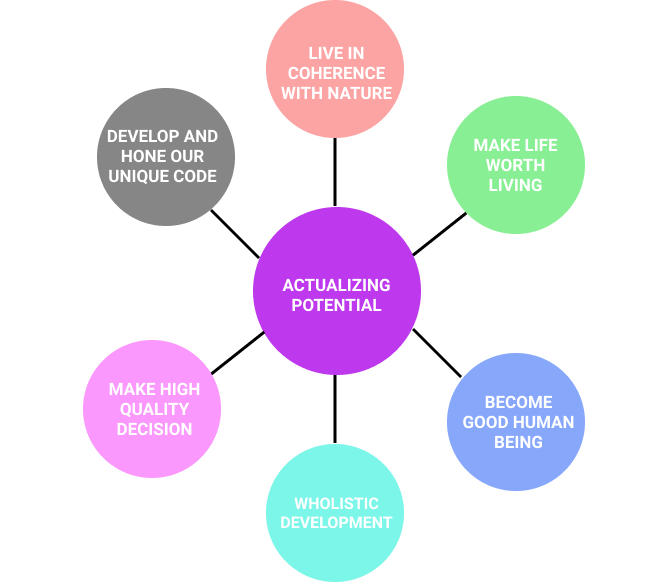 LIVE IN
COHERENCE
WITH NATURE
DEVELOP AND
HONE OUR
UNIQUE CODE
MAKE LIFE
WORTH
LIVING
ACTUALIZING
POTENTIAL
MAKE HIGH
QUALITY
DECISION
BECOME
GOOD HUMAN
BEING
WHOLISTIC
DEVELOPMENT